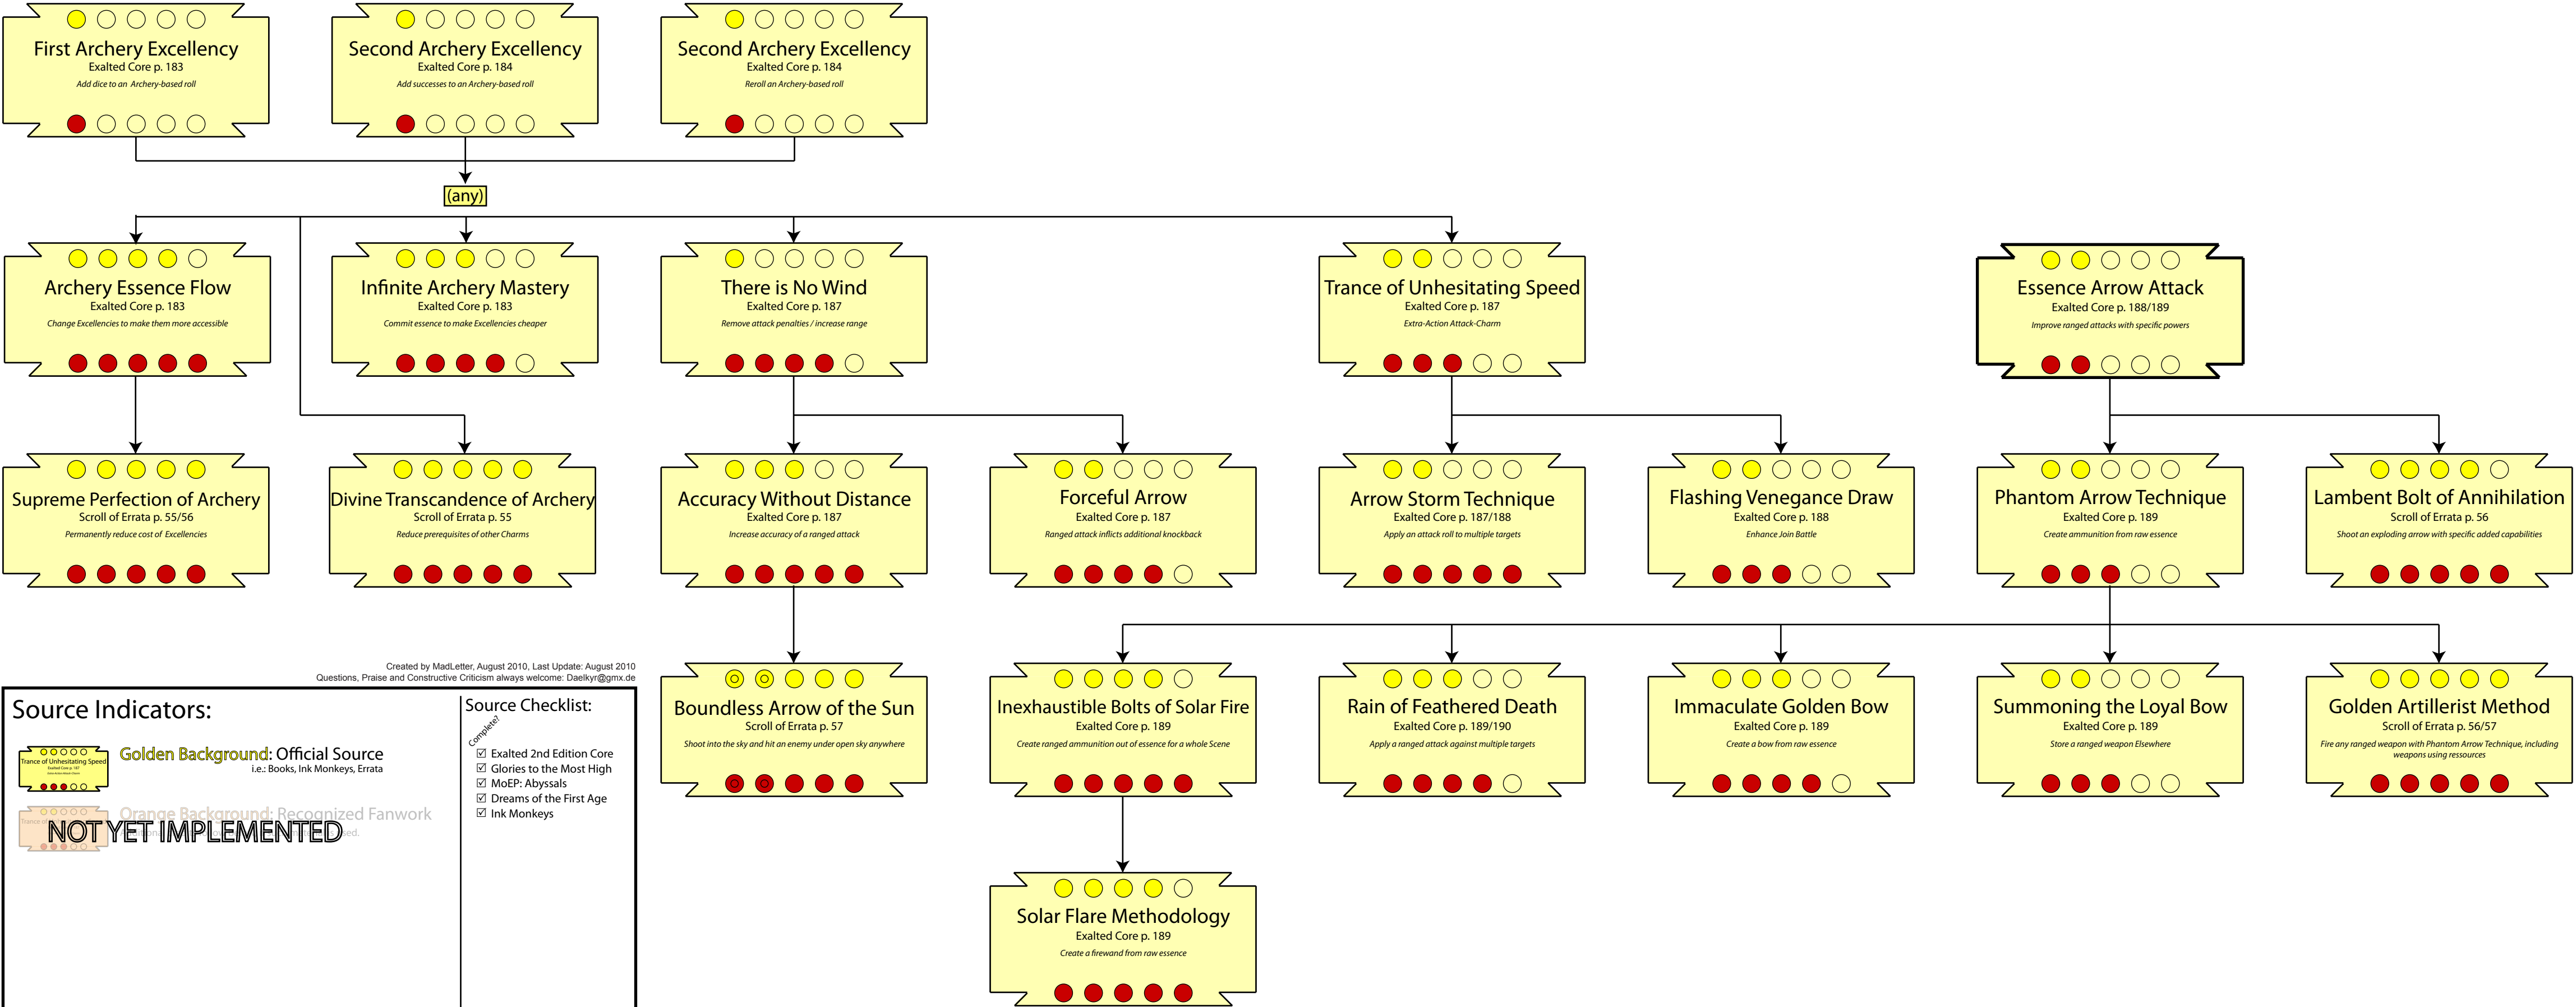 First Archery Excellency
Exalted Core p. 183
Add dice to an Archery-based roll
Second Archery Excellency
Exalted Core p. 184
Add successes to an Archery-based roll
Second Archery Excellency
Exalted Core p. 184
Reroll an Archery-based roll
(any)
Archery Essence Flow
Exalted Core p. 183
Change Excellencies to make them more accessible
Infinite Archery Mastery
Exalted Core p. 183
Commit essence to make Excellencies cheaper
There is No Wind
Exalted Core p. 187
Remove attack penalties / increase range
Trance of Unhesitating Speed
Exalted Core p. 187
Extra-Action Attack-Charm
Essence Arrow Attack
Exalted Core p. 188/189
Improve ranged attacks with specific powers
Supreme Perfection of Archery
Scroll of Errata p. 55/56
Permanently reduce cost of Excellencies
Divine Transcandence of Archery
Scroll of Errata p. 55
Reduce prerequisites of other Charms
Accuracy Without Distance
Exalted Core p. 187
Increase accuracy of a ranged attack
Forceful Arrow
Exalted Core p. 187
Ranged attack inflicts additional knockback
Arrow Storm Technique
Exalted Core p. 187/188
Apply an attack roll to multiple targets
Flashing Venegance Draw
Exalted Core p. 188
Enhance Join Battle
Phantom Arrow Technique
Exalted Core p. 189
Create ammunition from raw essence
Lambent Bolt of Annihilation
Scroll of Errata p. 56
Shoot an exploding arrow with specific added capabilities
Boundless Arrow of the Sun
Scroll of Errata p. 57
Shoot into the sky and hit an enemy under open sky anywhere
Inexhaustible Bolts of Solar Fire
Exalted Core p. 189
Create ranged ammunition out of essence for a whole Scene
Rain of Feathered Death
Exalted Core p. 189/190
Apply a ranged attack against multiple targets
Immaculate Golden Bow
Exalted Core p. 189
Create a bow from raw essence
Summoning the Loyal Bow
Exalted Core p. 189
Store a ranged weapon Elsewhere
Golden Artillerist Method
Scroll of Errata p. 56/57
Fire any ranged weapon with Phantom Arrow Technique, including
weapons using ressources
Solar Flare Methodology
Exalted Core p. 189
Create a firewand from raw essence
Created by MadLetter, August 2010, Last Update: August 2010
Questions, Praise and Constructive Criticism always welcome: Daelkyr@gmx.de
Source Indicators:
Trance of Unhesitating Speed
Exalted Core p. 187
Extra-Action Attack-Charm
Golden Background: Official Source
i.e.: Books, Ink Monkeys, Errata
Orange Background: Recognized Fanwork
NOT YET IMPLEMENTED
Source Checklist:
Complete?
Exalted 2nd Edition Core
Glories to the Most High
MoEP: Abyssals
Dreams of the First Age
Ink Monkeys